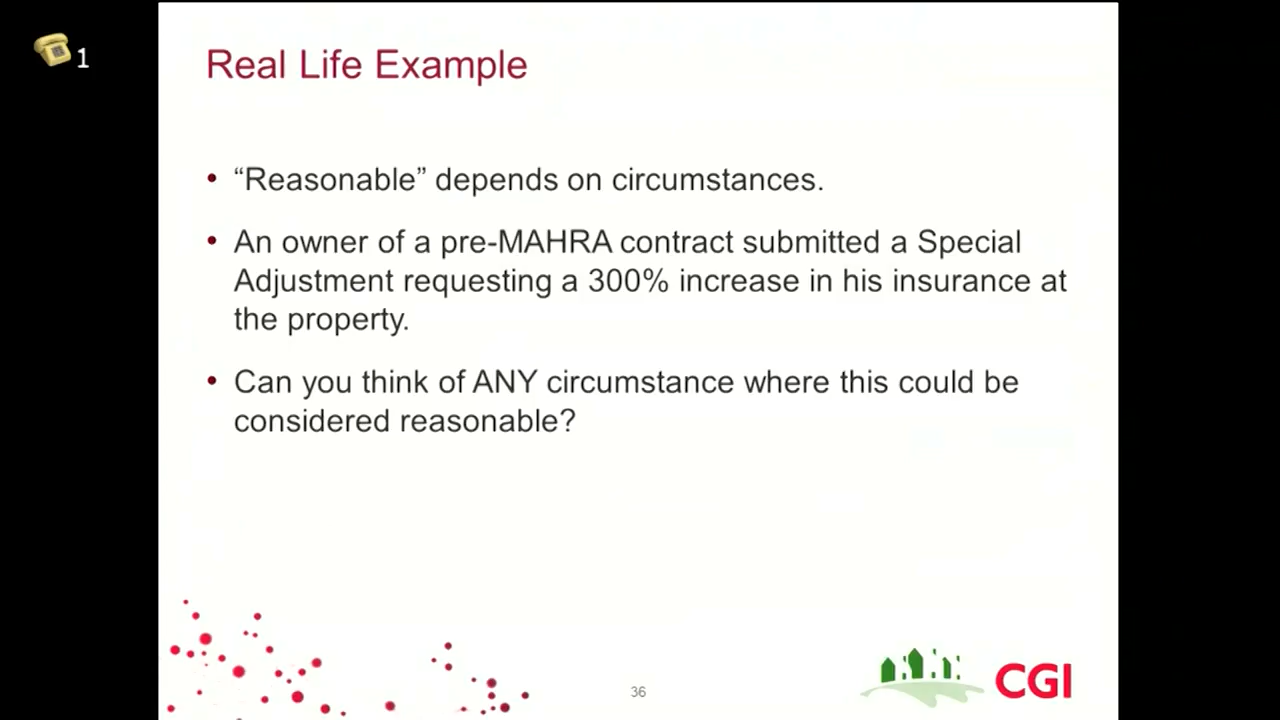 1
Real Life Example
• “Reasonable” depends on circumstances.
• An owner of a pre-MAHRA contract submitted a Special
Adjustment requesting a 300% increase in his insurance at
the property.
• Can you think of ANY circumstance where this could be
considered reasonable?
36
CGI